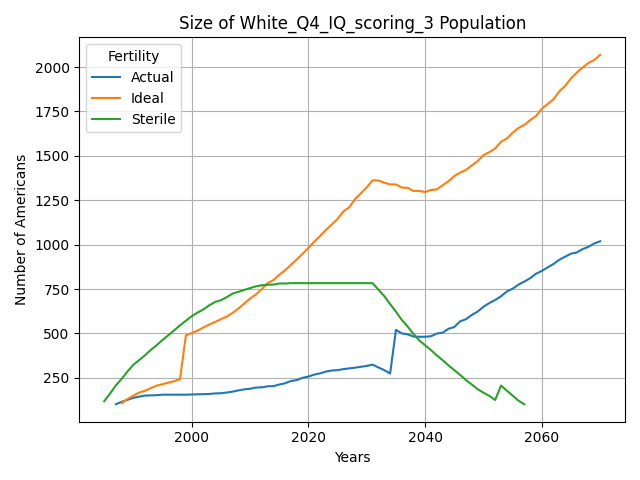 Size of White_Q4_IQ_scoring_3 Population
Fertility
Actual
Ideal
Sterile
Number of Americans
2000
1750
1500
1250
1000
750
500
250
2000
2020
2040
2060
Years